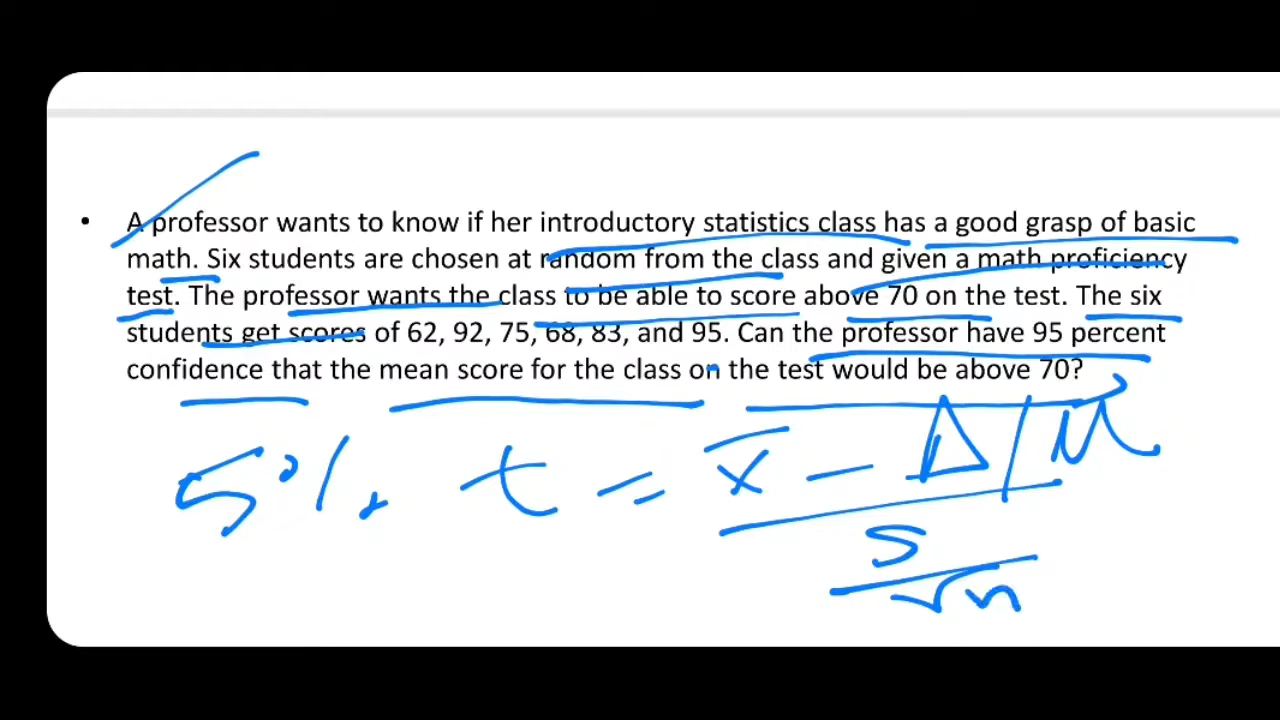 • A professor wants to know if her introductory statistics class has a good grasp of basic
math. Six students are chosen at random from the class and given a math proficiency
test. The professor wants the class to be able to score above 70 on the test. The six
students get scores of 62, 92, 75, 68, 83, and 95. Can the professor have 95 percent
confidence that the mean score for the class on the test would be above 70?
5%. t = x̄ - Δ/μ
s
√n